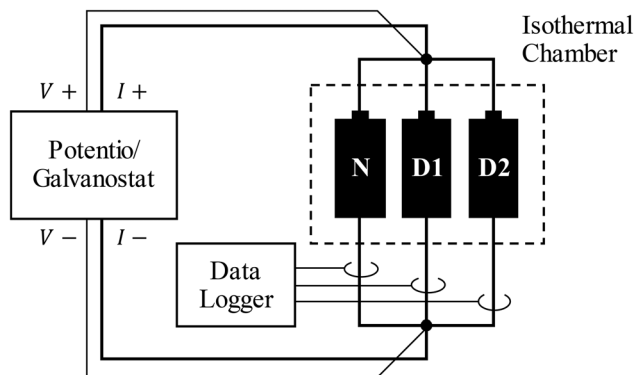 Isothermal
Chamber
V + I +
Potentio/
Galvanostat
N D1 D2
V − I −
Data
Logger